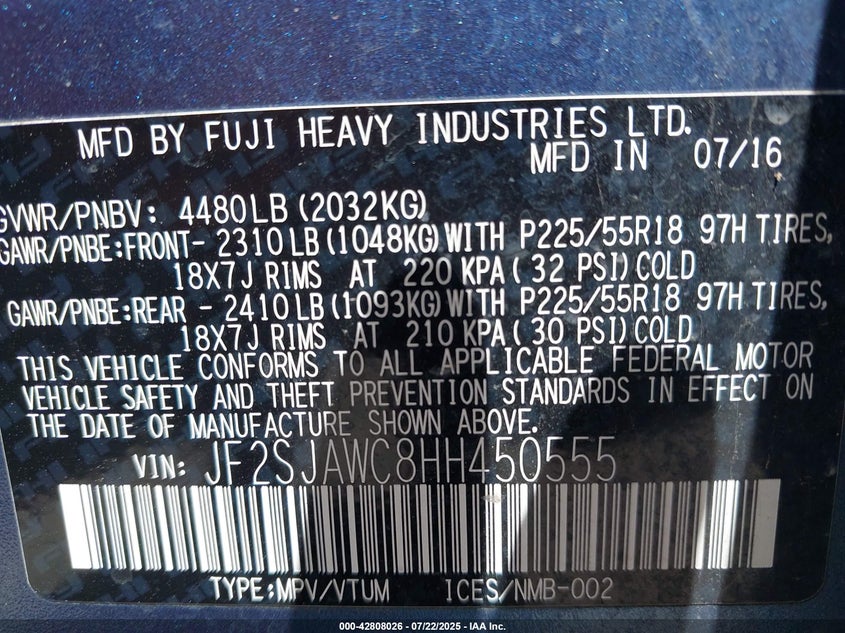 MFD BY FUJI HEAVY INDUSTRIES LTD.
MFD IN 07/16
GVWR/PNBV: 4480LB(2032KG)
GAWR/PNBE:FRONT- 2310LB(1048KG)WITH P225/55R18 97H TIRES,
18X7J RIMS AT 220 KPA(32 PSI)COLD
GAWR/PNBE:REAR - 2410LB(1093KG)WITH P225/55R18 97H TIRES,
18X7J RIMS AT 210 KPA(30 PSI)COLD
THIS VEHICLE CONFORMS TO ALL APPLICABLE FEDERAL MOTOR
VEHICLE SAFETY AND THEFT PREVENTION STANDARDS IN EFFECT ON
THE DATE OF MANUFACTURE SHOWN ABOVE.
VIN: JF2SJAWC8HH450555
TYPE:MPV/VTUM ICES/NMB-002
000-42808026 - 07/22/2025 - IAA Inc.